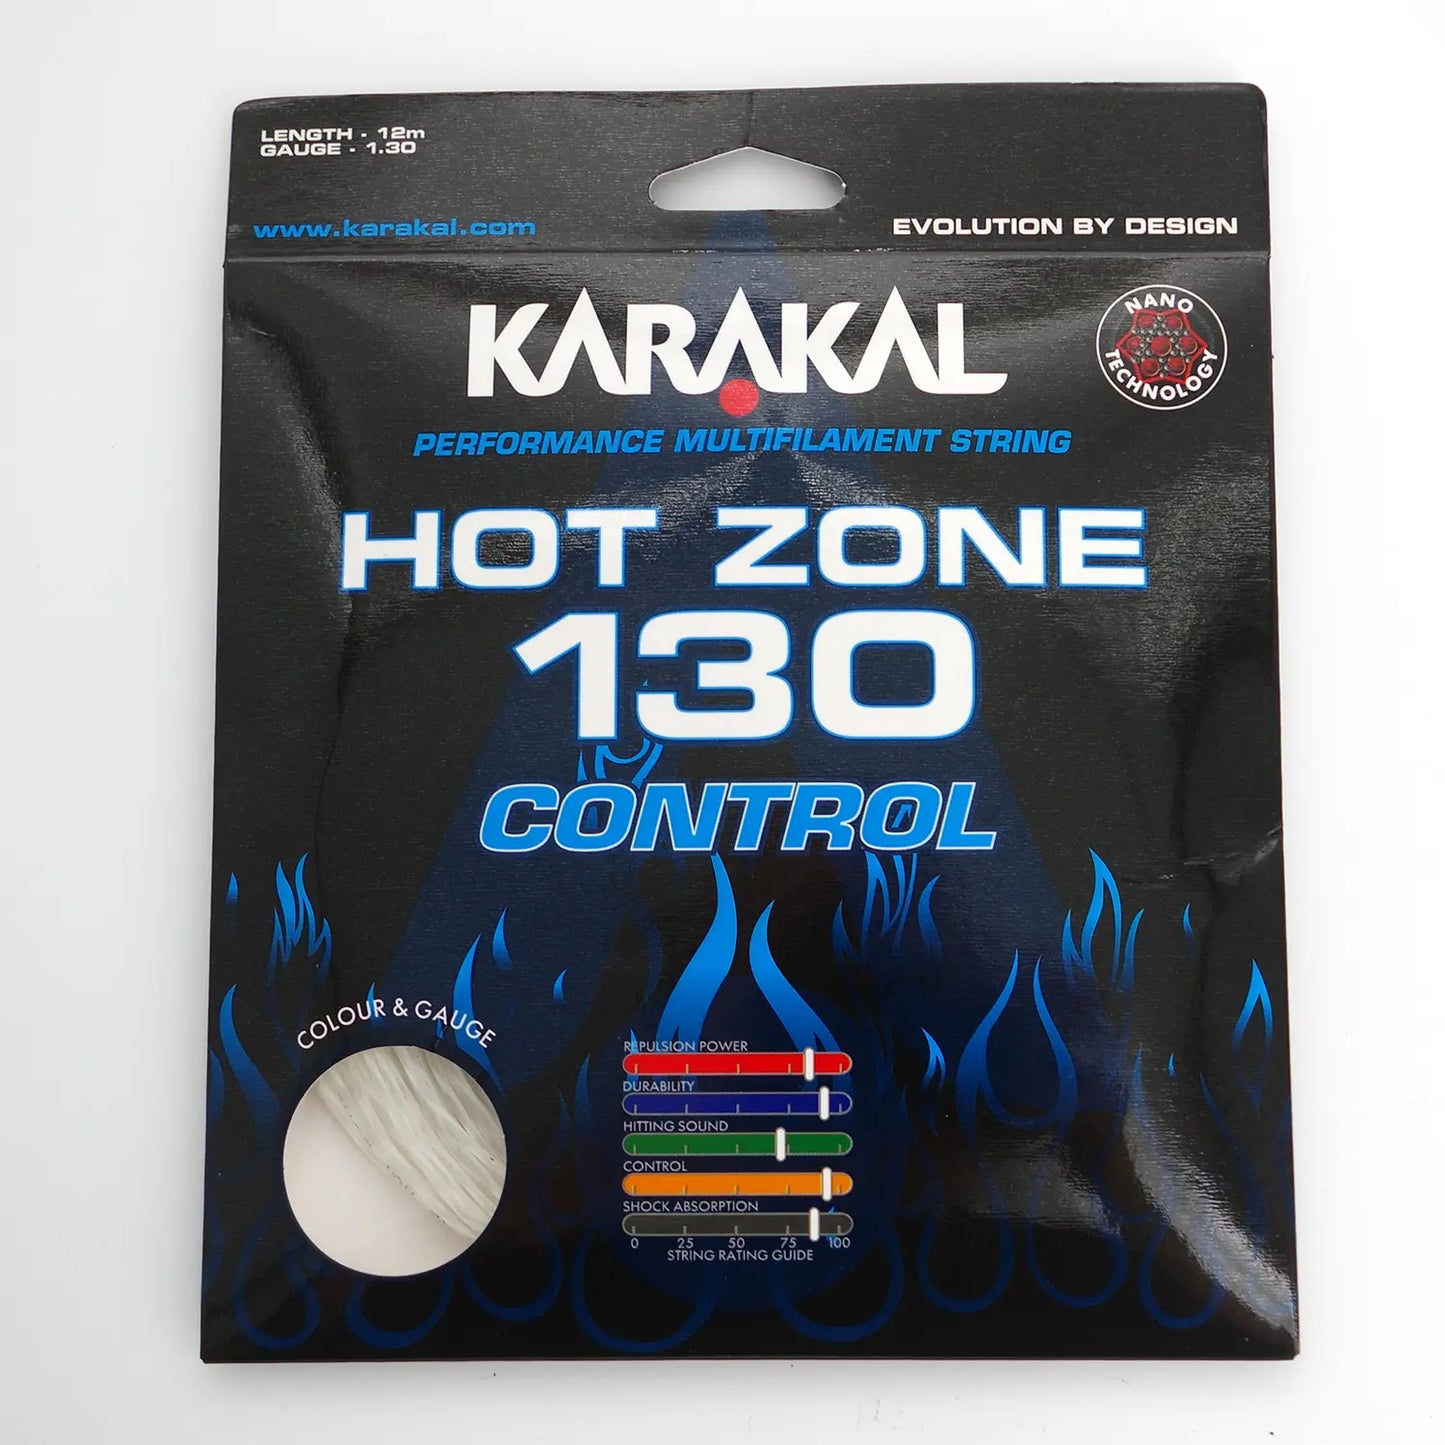 LENGTH - 12m
GAUGE - 1.30
www.karakal.com
EVOLUTION BY DESIGN
KARAKAL
NANO
TECHNOLOGY
PERFORMANCE MULTIFILAMENT STRING
HOT ZONE
130
CONTROL
COLOUR & GAUGE
REPULSION POWER
DURABILITY
HITTING SOUND
CONTROL
SHOCK ABSORPTION
0 25 50 75 100
STRING RATING GUIDE